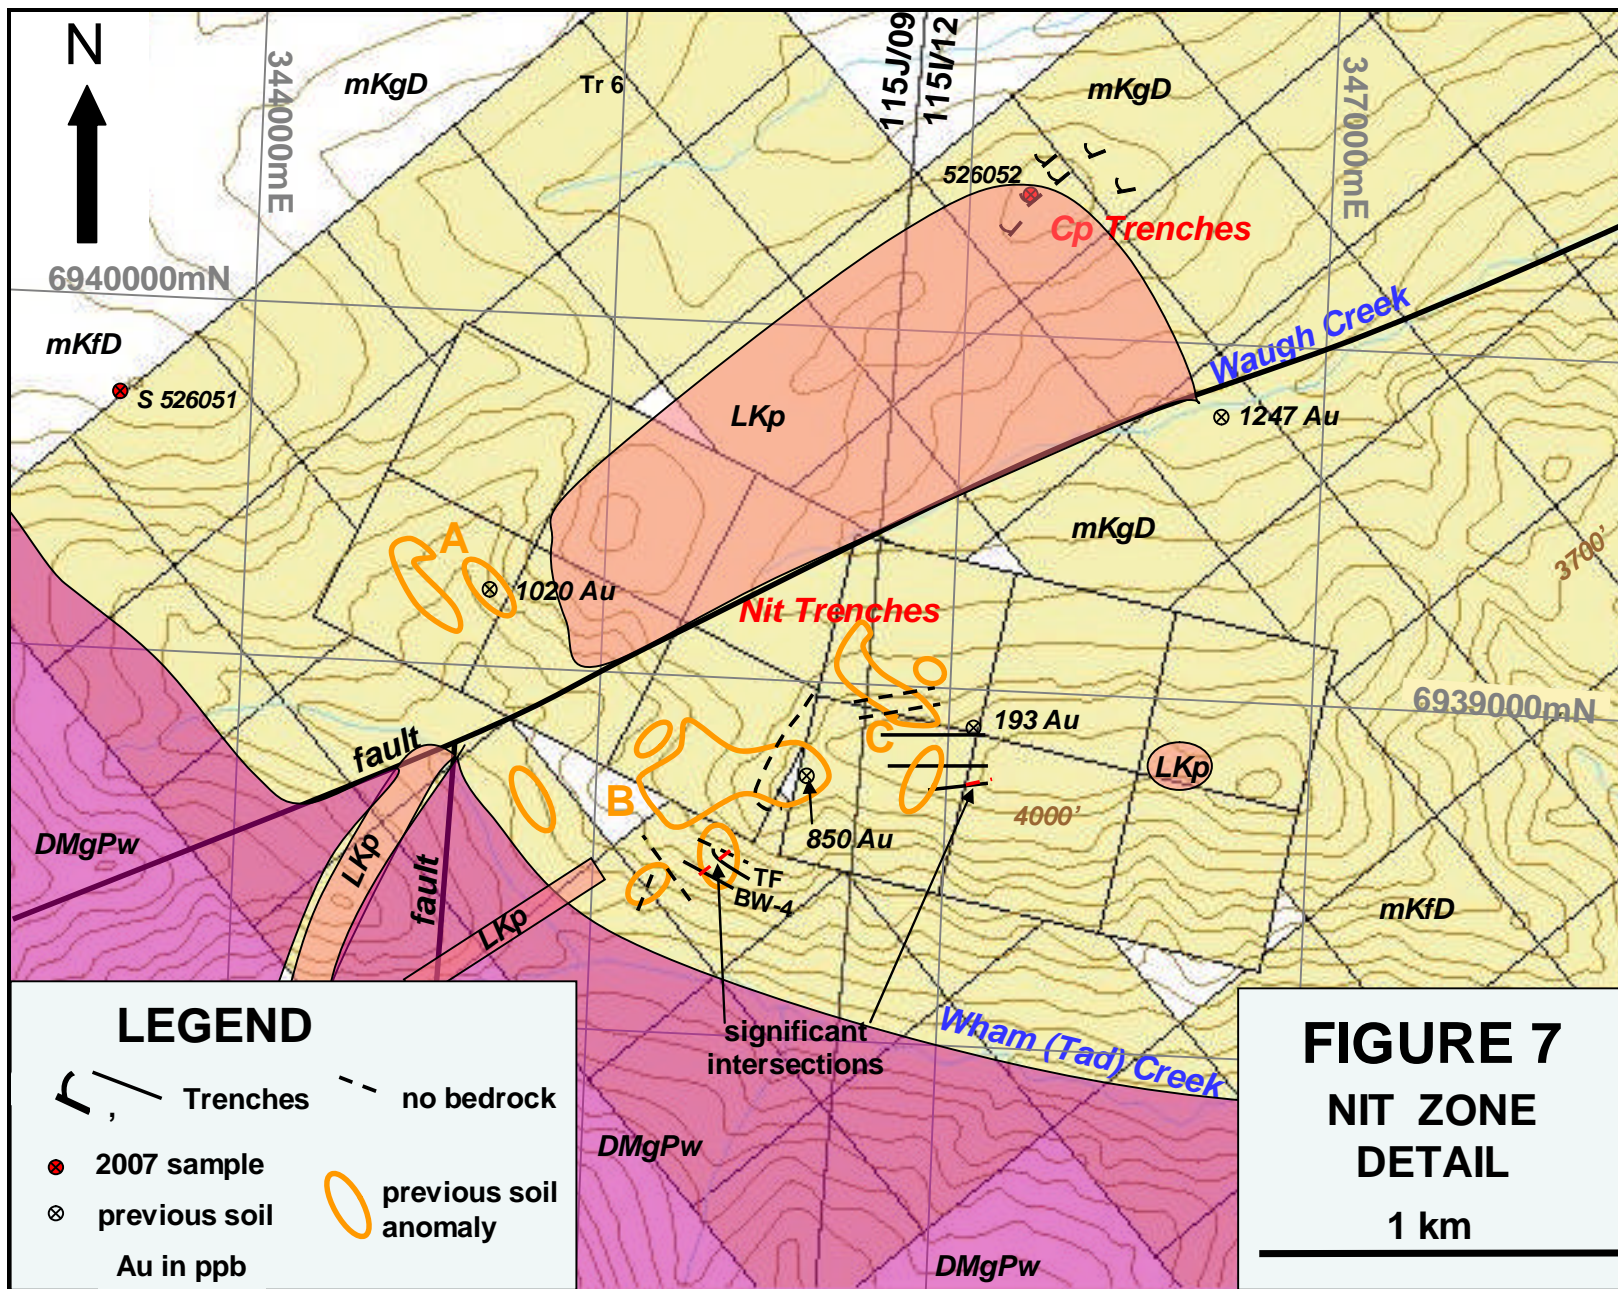 N
344000mE
mKgD
Tr 6
115J/09
115I/12
mKgD
347000mE
526052
Cp Trenches
6940000mN
mKfD
S 526051
Waugh Creek
LKp
1247 Au
mKgD
3700'
A
1020 Au
Nit Trenches
6939000mN
193 Au
C
fault
LKp
B
4000'
850 Au
DMgPw
LKp
fault
TF
BW-4
mKfD
LKp
significant
intersections
Wham (Tad) Creek
DMgPw
DMgPw
LEGEND
, Trenches
no bedrock
2007 sample
previous soil
previous soil
anomaly
Au in ppb
FIGURE 7
NIT ZONE
DETAIL
1 km